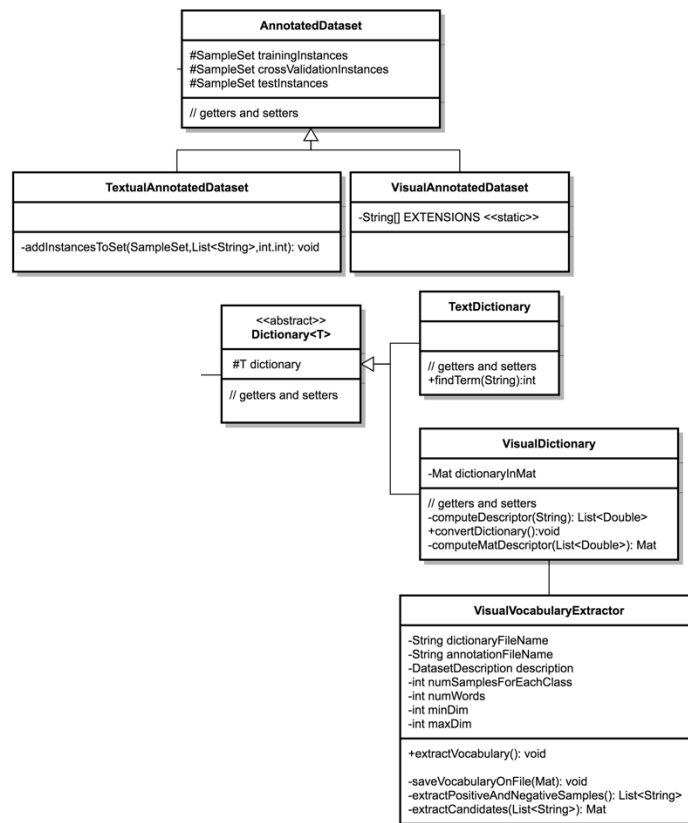 AnnotatedDataset
#SampleSet trainingInstances
#SampleSet crossValidationInstances
#SampleSet testInstances
// getters and setters
TextualAnnotatedDataset
-addInstancesToSet(SampleSet,List<String>,int.int): void
VisualAnnotatedDataset
-String[] EXTENSIONS <<static>>
<<abstract>>
Dictionary<T>
#T dictionary
// getters and setters
TextDictionary
// getters and setters
+findTerm(String):int
VisualDictionary
-Mat dictionaryInMat
// getters and setters
-computeDescriptor(String): List<Double>
+convertDictionary():void
-computeMatDescriptor(List<Double>): Mat
VisualVocabularyExtractor
-String dictionaryFileName
-String annotationFileName
-DatasetDescription description
-int numSamplesForEachClass
-int numWords
-int minDim
-int maxDim
+extractVocabulary(): void
-saveVocabularyOnFile(Mat): void
-extractPositiveAndNegativeSamples(): List<String>
-extractCandidates(List<String>): Mat